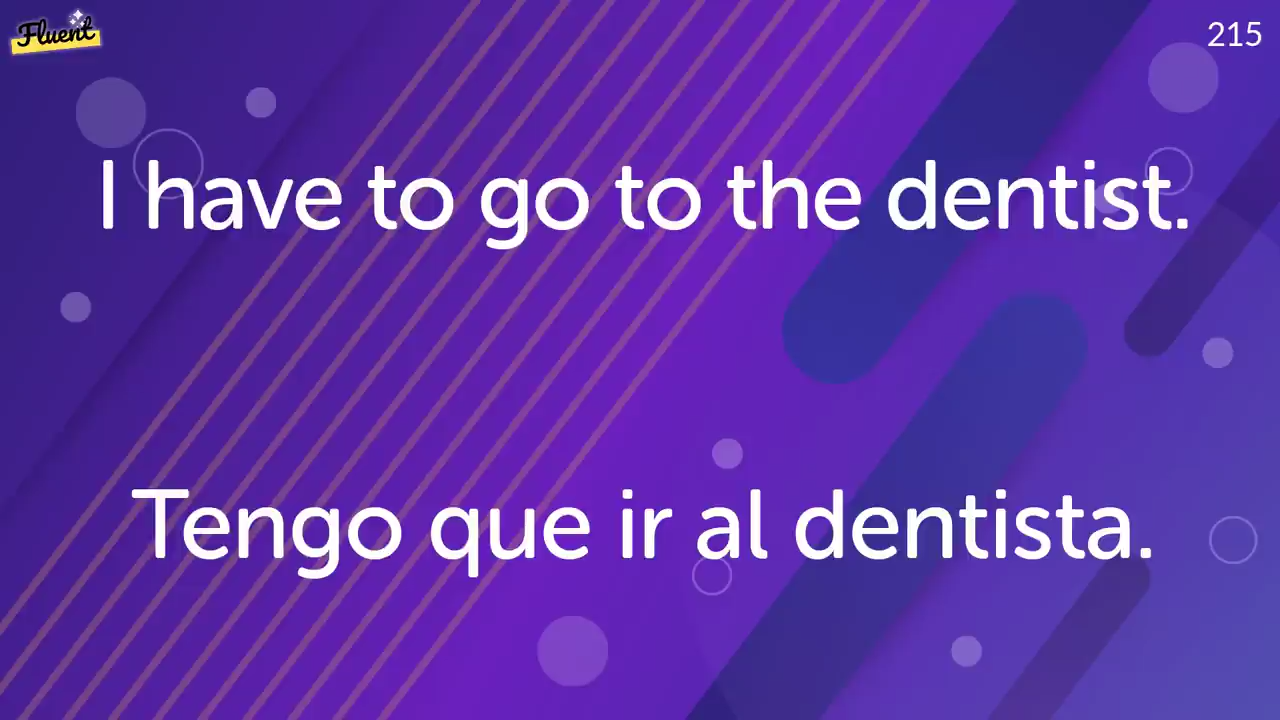 Fluent
215
I have to go to the dentist.
Tengo que ir al dentista.